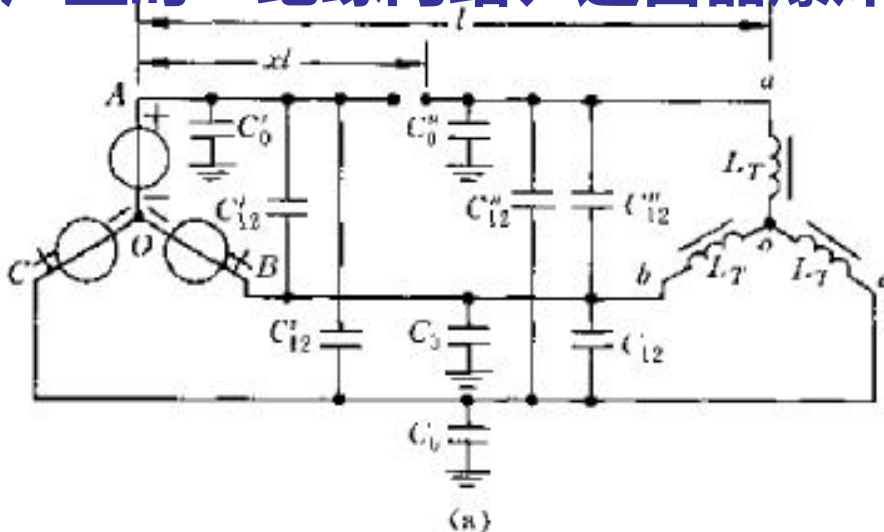 l
xl
A
a
C'₀
C"₀
L_T
C'₁₂
C"₁₂
C"₁₂
O
C
B
b
o
L_T
L_T
c
C'₁₂
C₀
C₁₂
C₀
(a)